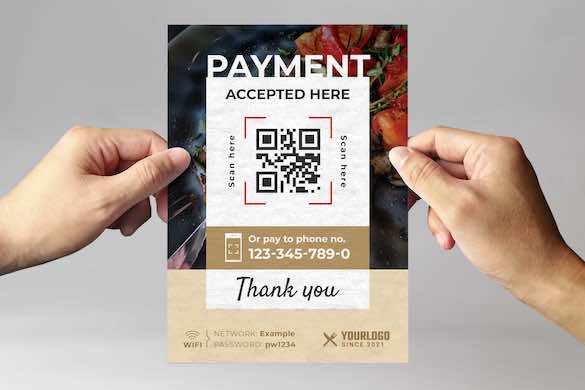 PAYMENT
ACCEPTED HERE
Scan here
Scan here
Or pay to phone no.
123-345-789-0
Thank you
WIFI
NETWORK: Example
PASSWORD: pw1234
YOURLOGO
SINCE 2021